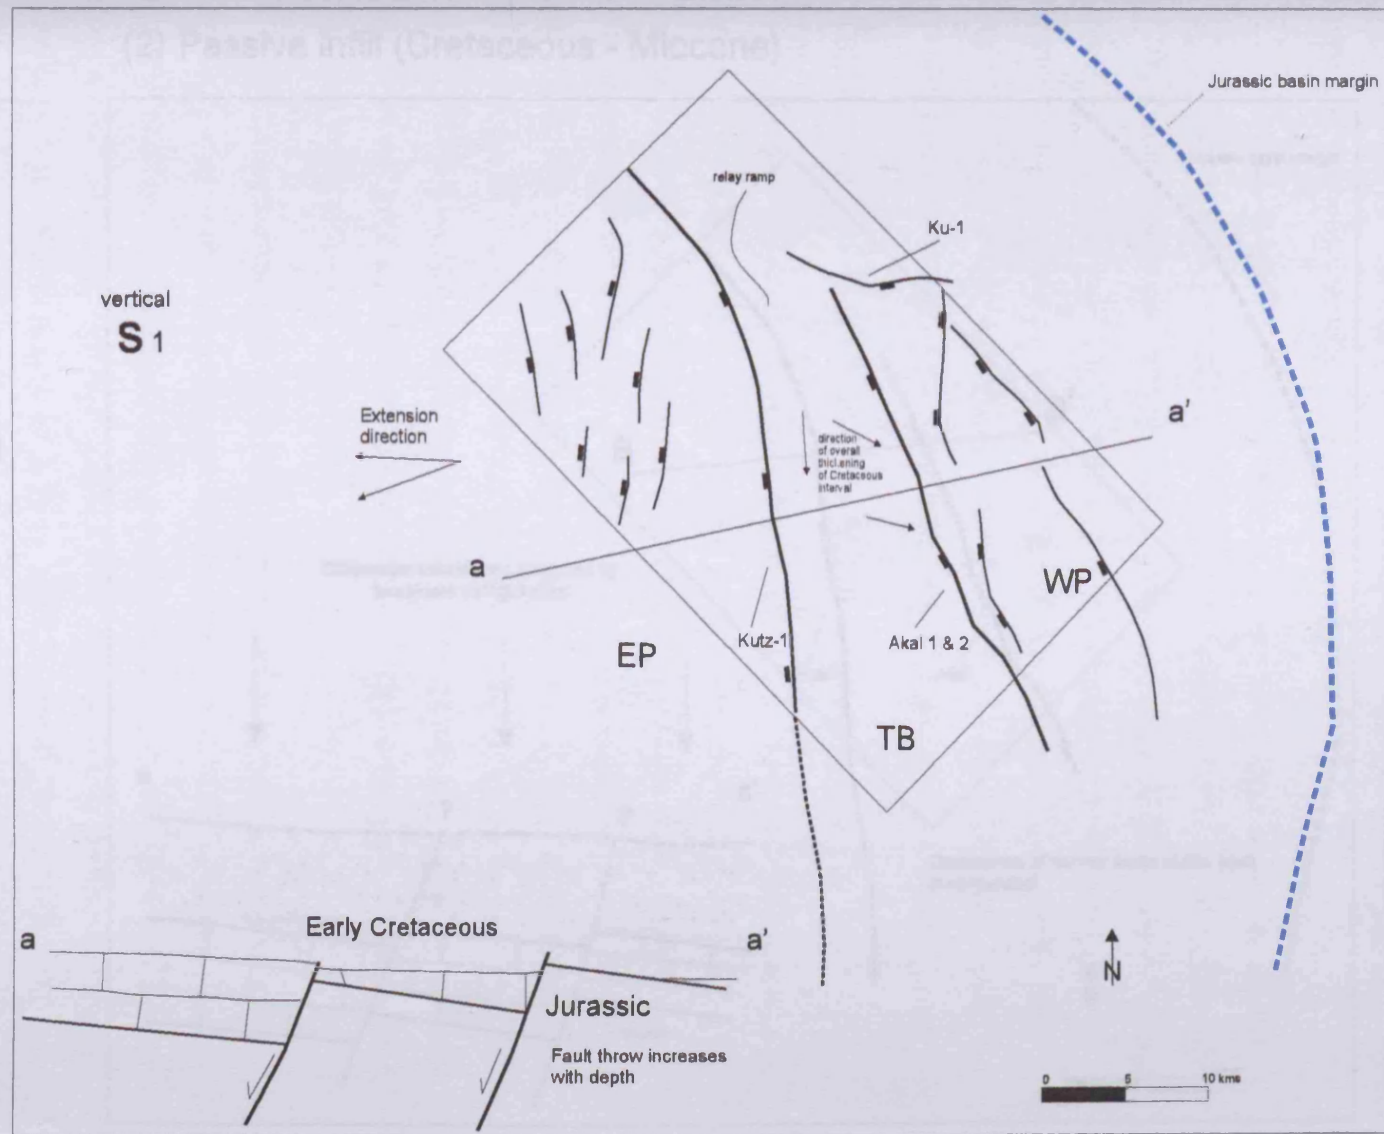 (2) Passive infill (Cretaceous - Miocene)
Jurassic basin margin
relay ramp
Ku-1
vertical
S 1
Extension
direction
a'
direction
of overall
thickening
of Cretaceous
interval
a
WP
Kutz-1
Akal 1 & 2
EP
TB
Early Cretaceous
a
a'
N
Jurassic
Fault throw increases
with depth
0 5 10 kms